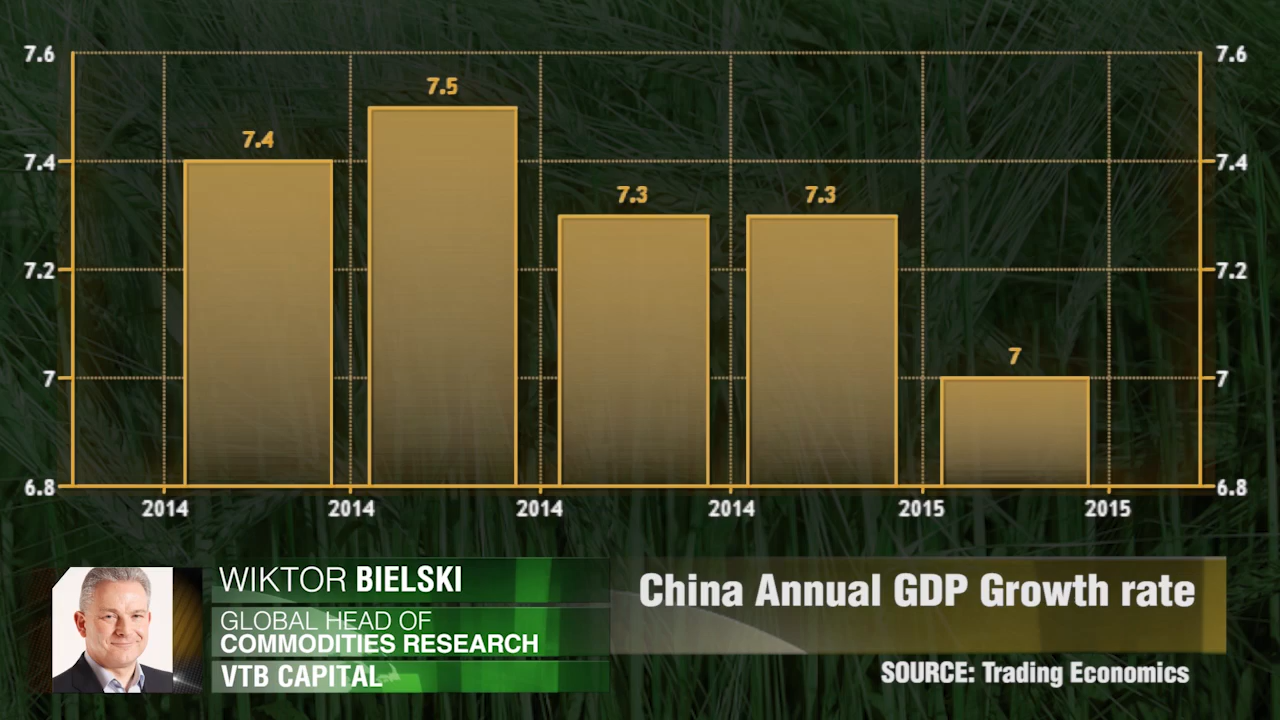 7.6 7.6
7.5
7.4
7.4 7.4
7.3 7.3
7.2 7.2
7
7 7
6.8 6.8
2014 2014 2014 2014 2015 2015
WIKTOR BIELSKI
GLOBAL HEAD OF
COMMODITIES RESEARCH
VTB CAPITAL
China Annual GDP Growth rate
SOURCE: Trading Economics